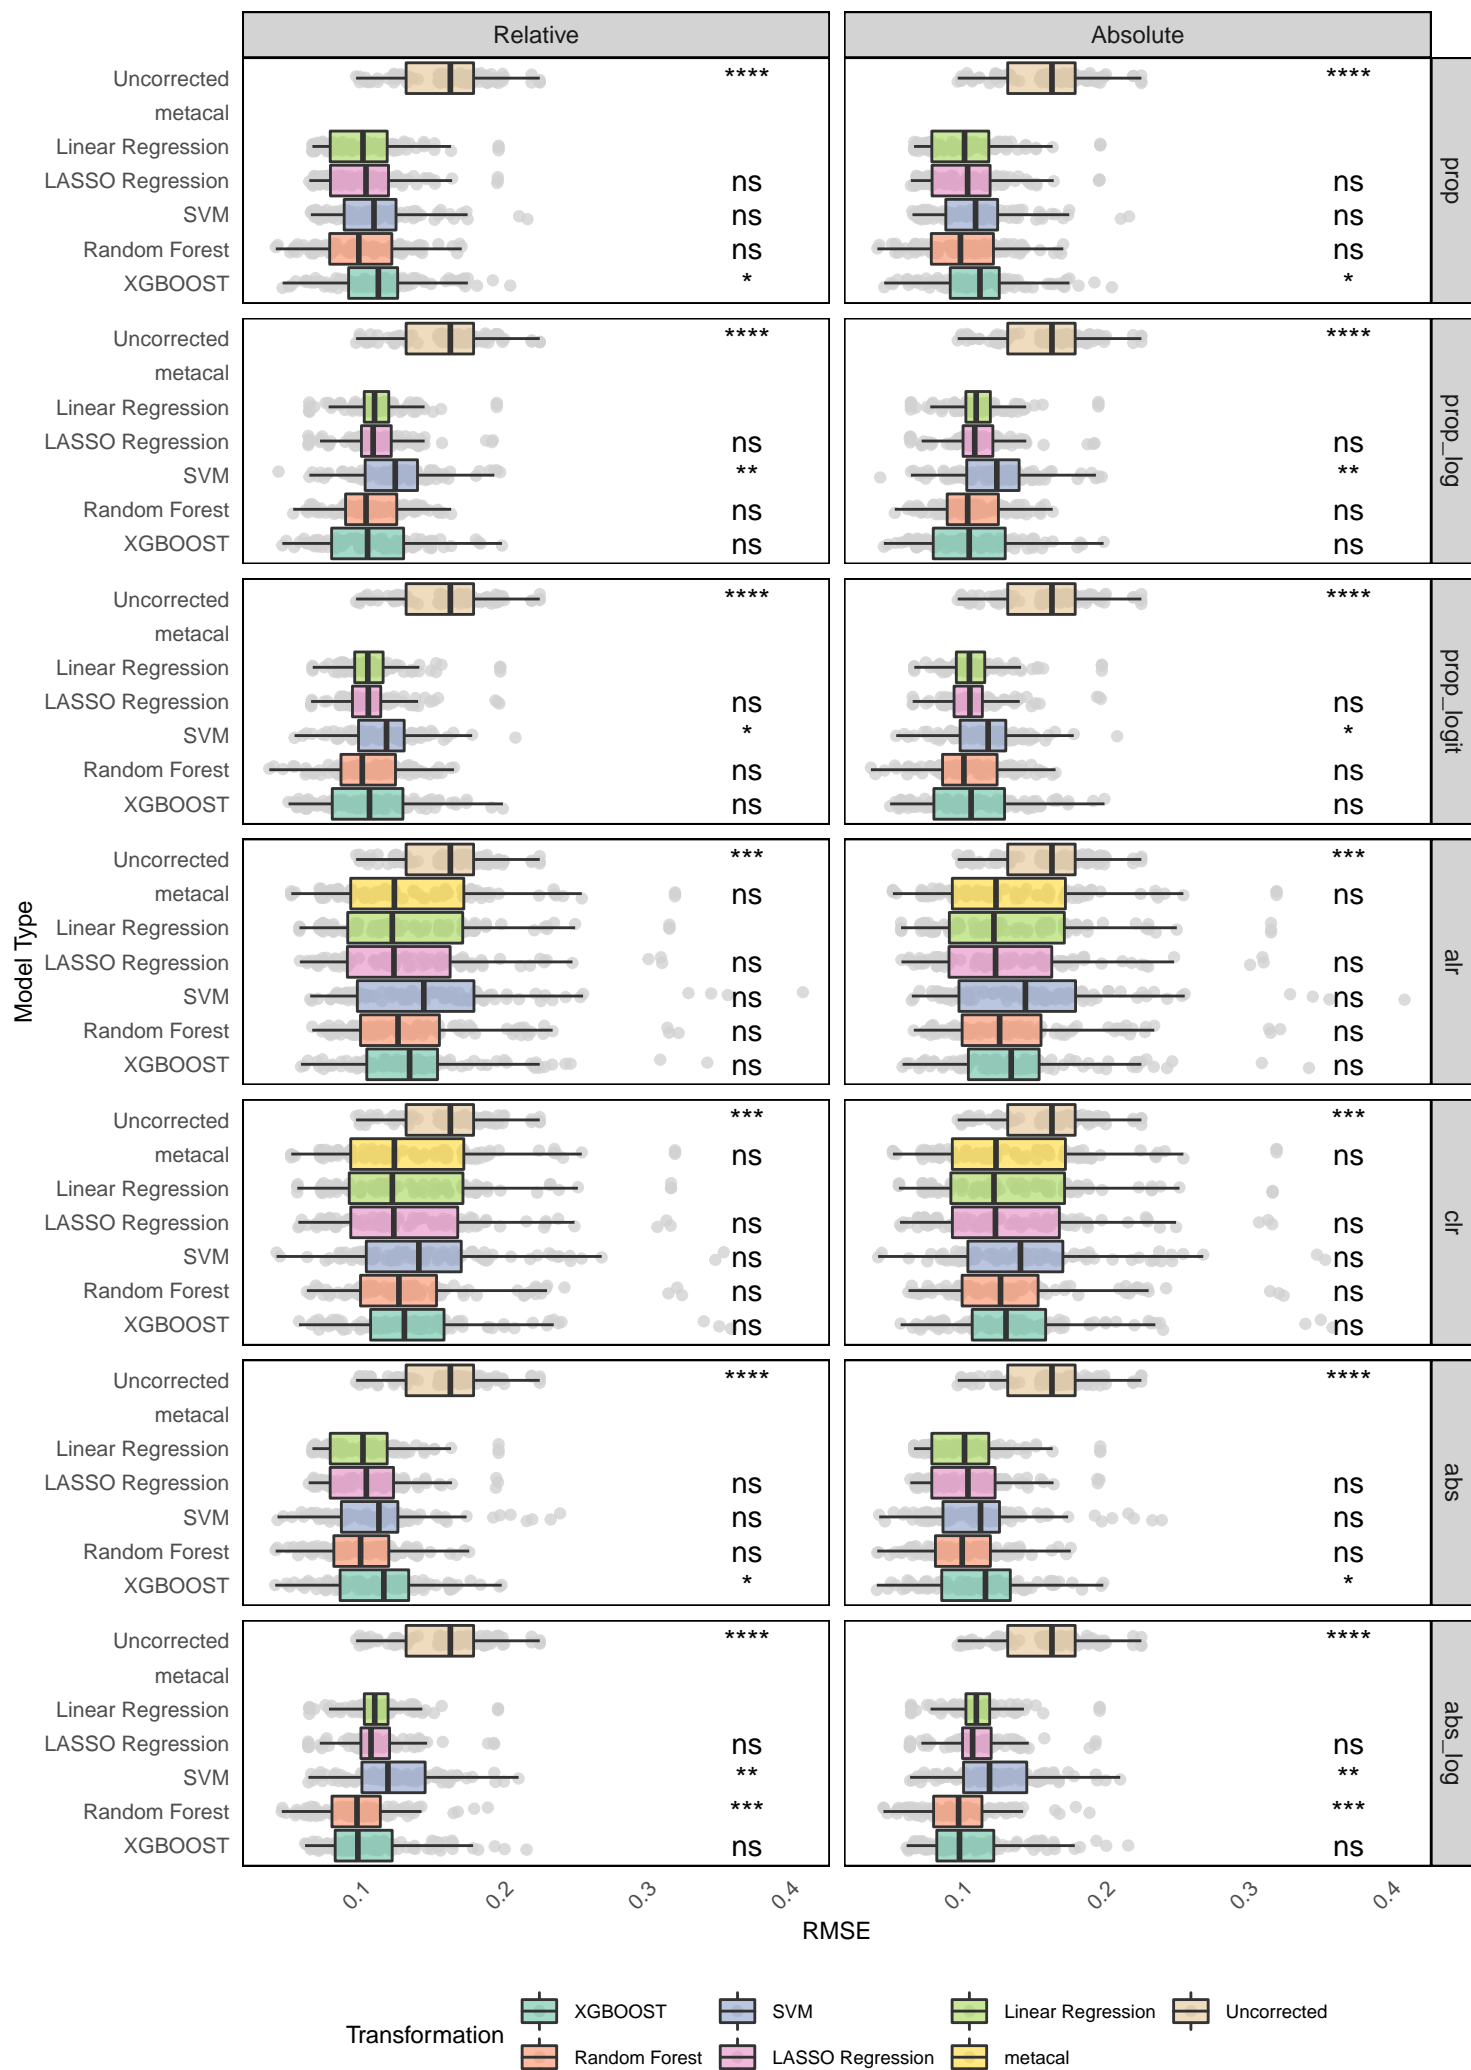 Relative Absolute
Uncorrected **** ****
metacal
Linear Regression
LASSO Regression ns ns
SVM ns ns
Random Forest ns ns
XGBOOST * *
prop
Uncorrected **** ****
metacal
Linear Regression
LASSO Regression ns ns
SVM ** **
Random Forest ns ns
XGBOOST ns ns
prop_log
Uncorrected **** ****
metacal
Linear Regression
LASSO Regression ns ns
SVM * *
Random Forest ns ns
XGBOOST ns ns
prop_logit
Uncorrected *** ***
metacal ns ns
Linear Regression
LASSO Regression ns ns
SVM ns ns
Random Forest ns ns
XGBOOST ns ns
alr
Uncorrected *** ***
metacal ns ns
Linear Regression
LASSO Regression ns ns
SVM ns ns
Random Forest ns ns
XGBOOST ns ns
clr
Uncorrected **** ****
metacal
Linear Regression
LASSO Regression ns ns
SVM ns ns
Random Forest ns ns
XGBOOST * *
abs
Uncorrected **** ****
metacal
Linear Regression
LASSO Regression ns ns
SVM ** **
Random Forest *** ***
XGBOOST ns ns
abs_log
Model Type
0.1 0.2 0.3 0.4 0.1 0.2 0.3 0.4
RMSE
Transformation
XGBOOST SVM Linear Regression Uncorrected
Random Forest LASSO Regression metacal